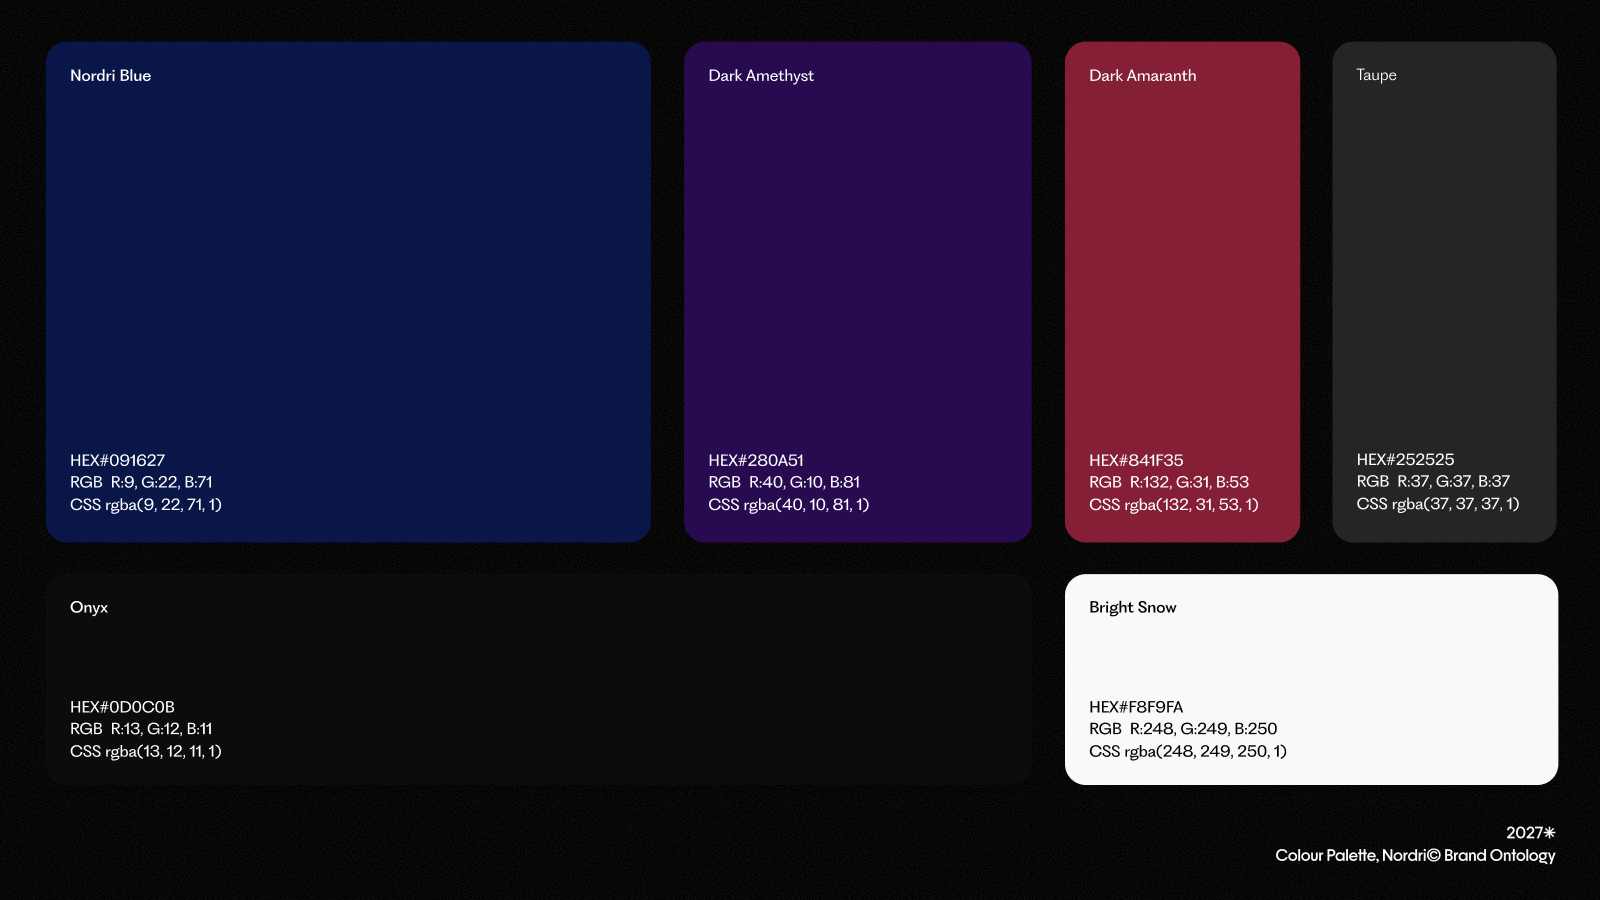 Nordri Blue
HEX#091627
RGB  R:9, G:22, B:71
CSS rgba(9, 22, 71, 1)
Dark Amethyst
HEX#280A51
RGB  R:40, G:10, B:81
CSS rgba(40, 10, 81, 1)
Dark Amaranth
HEX#841F35
RGB  R:132, G:31, B:53
CSS rgba(132, 31, 53, 1)
Taupe
HEX#252525
RGB  R:37, G:37, B:37
CSS rgba(37, 37, 37, 1)
Onyx
HEX#0D0C0B
RGB  R:13, G:12, B:11
CSS rgba(13, 12, 11, 1)
Bright Snow
HEX#F8F9FA
RGB  R:248, G:249, B:250
CSS rgba(248, 249, 250, 1)
2027✳
Colour Palette, Nordri© Brand Ontology